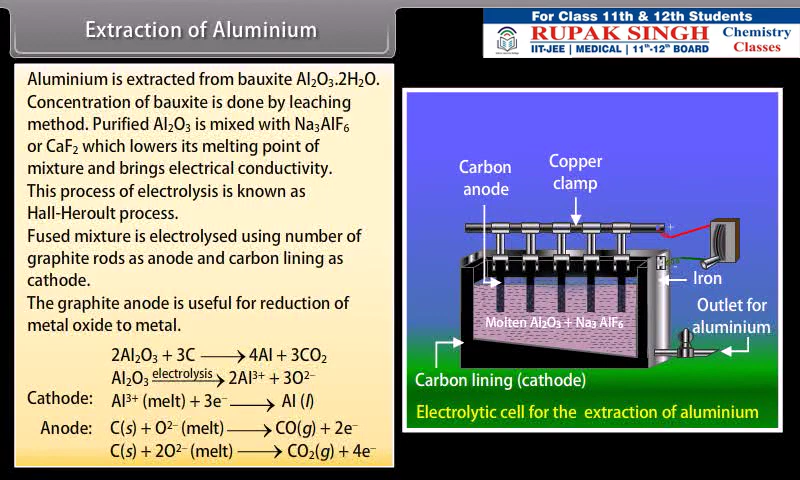 Extraction of Aluminium
For Class 11th & 12th Students
RUPAK SINGH
IIT-JEE | MEDICAL | 11ᵗʰ-12ᵗʰ BOARD
Chemistry
Classes
Aluminium is extracted from bauxite Al₂O₃.2H₂O.
Concentration of bauxite is done by leaching
method. Purified Al₂O₃ is mixed with Na₃AlF₆
or CaF₂ which lowers its melting point of
mixture and brings electrical conductivity.
This process of electrolysis is known as
Hall-Heroult process.
Fused mixture is electrolysed using number of
graphite rods as anode and carbon lining as
cathode.
The graphite anode is useful for reduction of
metal oxide to metal.
2Al₂O₃ + 3C ⟶ 4Al + 3CO₂
Al₂O₃ electrolysis⟶ 2Al³⁺ + 3O²⁻
Cathode: Al³⁺ (melt) + 3e⁻ ⟶ Al (l)
Anode: C(s) + O²⁻ (melt) ⟶ CO(g) + 2e⁻
C(s) + 2O²⁻ (melt) ⟶ CO₂(g) + 4e⁻
Carbon
anode
Copper
clamp
+
-
Iron
Outlet for
aluminium
Molten Al₂O₃ + Na₃ AlF₆
Carbon lining (cathode)
Electrolytic cell for the extraction of aluminium